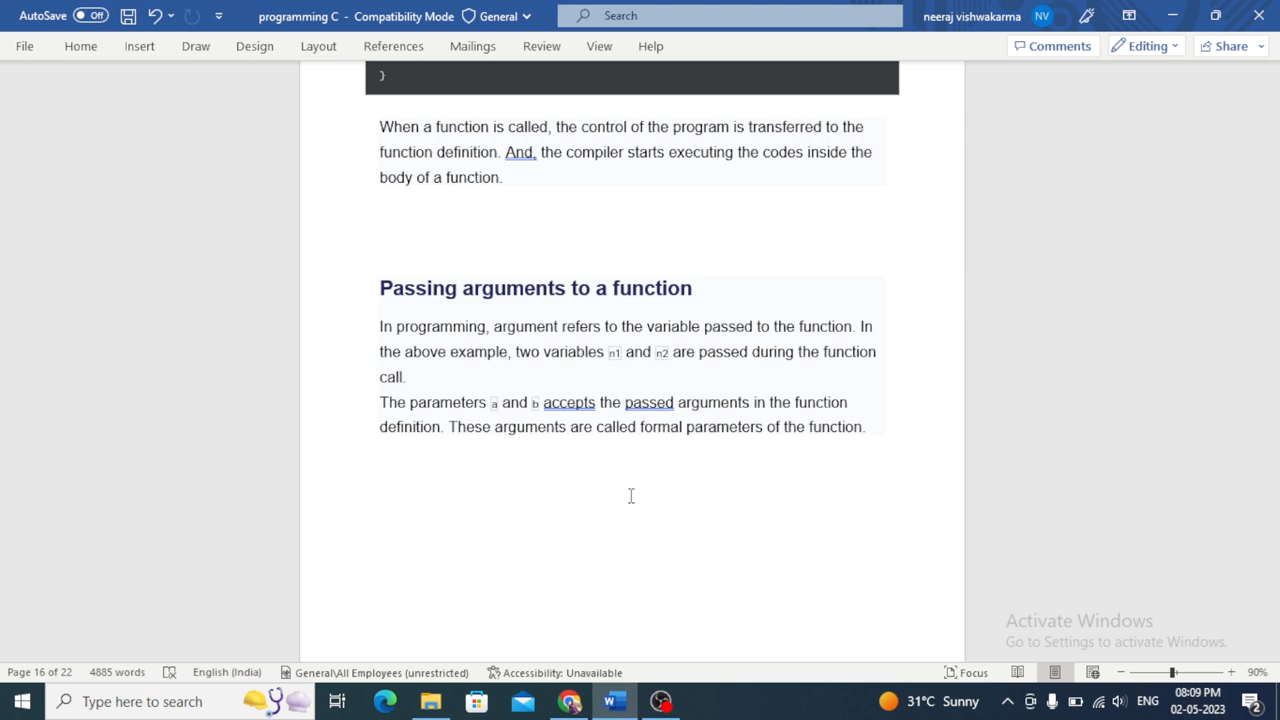 AutoSave Off programming C - Compatibility Mode General Search neeraj vishwakarma NV
File Home Insert Draw Design Layout References Mailings Review View Help Comments Editing Share
}
When a function is called, the control of the program is transferred to the
function definition. And, the compiler starts executing the codes inside the
body of a function.
Passing arguments to a function
In programming, argument refers to the variable passed to the function. In
the above example, two variables n1 and n2 are passed during the function
call.
The parameters a and b accepts the passed arguments in the function
definition. These arguments are called formal parameters of the function.
Activate Windows
Go to Settings to activate Windows.
Page 16 of 22 4885 words English (India) General\All Employees (unrestricted) Accessibility: Unavailable Focus 90%
Type here to search 31°C Sunny ENG 08:09 PM
02-05-2023 2